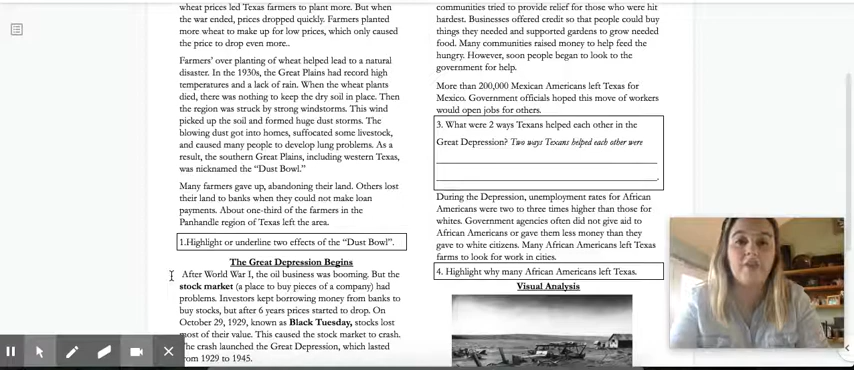 wheat prices led Texas farmers to plant more. But when
the war ended, prices dropped quickly. Farmers planted
more wheat to make up for low prices, which only caused
the price to drop even more..
Farmers' over planting of wheat helped lead to a natural
disaster. In the 1930s, the Great Plains had record high
temperatures and a lack of rain. When the wheat plants
died, there was nothing to keep the dry soil in place. Then
the region was struck by strong windstorms. This wind
picked up the soil and formed huge dust storms. The
blowing dust got into homes, suffocated some livestock,
and caused many people to develop lung problems. As a
result, the southern Great Plains, including western Texas,
was nicknamed the "Dust Bowl."
Many farmers gave up, abandoning their land. Others lost
their land to banks when they could not make loan
payments. About one-third of the farmers in the
Panhandle region of Texas left the area.
1.Highlight or underline two effects of the "Dust Bowl".
The Great Depression Begins
After World War I, the oil business was booming. But the
stock market (a place to buy pieces of a company) had
problems. Investors kept borrowing money from banks to
buy stocks, but after 6 years prices started to drop. On
October 29, 1929, known as Black Tuesday, stocks lost
most of their value. This caused the stock market to crash.
The crash launched the Great Depression, which lasted
from 1929 to 1945.
communities tried to provide relief for those who were hit
hardest. Businesses offered credit so that people could buy
things they needed and supported gardens to grow needed
food. Many communities raised money to help feed the
hungry. However, soon people began to look to the
government for help.
More than 200,000 Mexican Americans left Texas for
Mexico. Government officials hoped this move of workers
would open jobs for others.
3. What were 2 ways Texans helped each other in the
Great Depression? Two ways Texans helped each other were
During the Depression, unemployment rates for African
Americans were two to three times higher than those for
whites. Government agencies often did not give aid to
African Americans or gave them less money than they
gave to white citizens. Many African Americans left Texas
farms to look for work in cities.
4. Highlight why many African Americans left Texas.
Visual Analysis